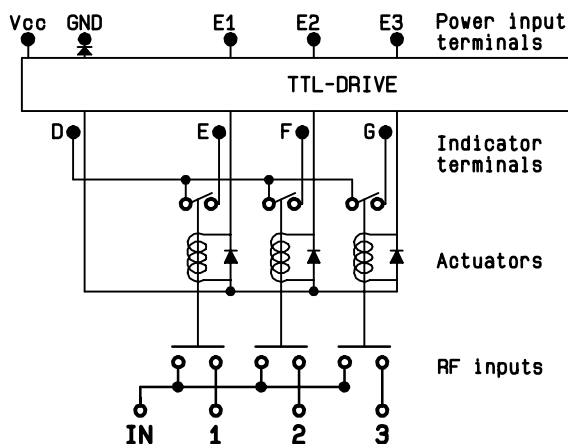 Vcc GND E1 E2 E3 Power input
terminals
TTL-DRIVE
D E F G Indicator
terminals
Actuators
RF inputs
IN 1 2 3